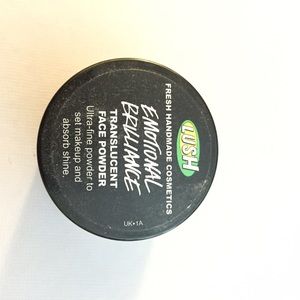 LUSH
FRESH HANDMADE COSMETICS
EMOTIONAL
BRILLIANCE
TRANSLUCENT
FACE POWDER
Ultra-fine powder to
set makeup and
absorb shine.
UK•1A